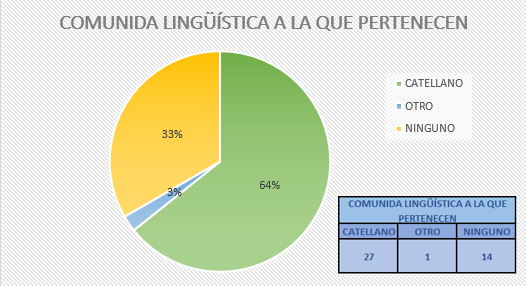 COMUNIDA LINGÜÍSTICA A LA QUE PERTENECEN
CATELLANO
OTRO
NINGUNO
33%
3%
64%
COMUNIDA LINGÜÍSTICA A LA QUE
PERTENECEN
CATELLANO OTRO NINGUNO
27 1 14